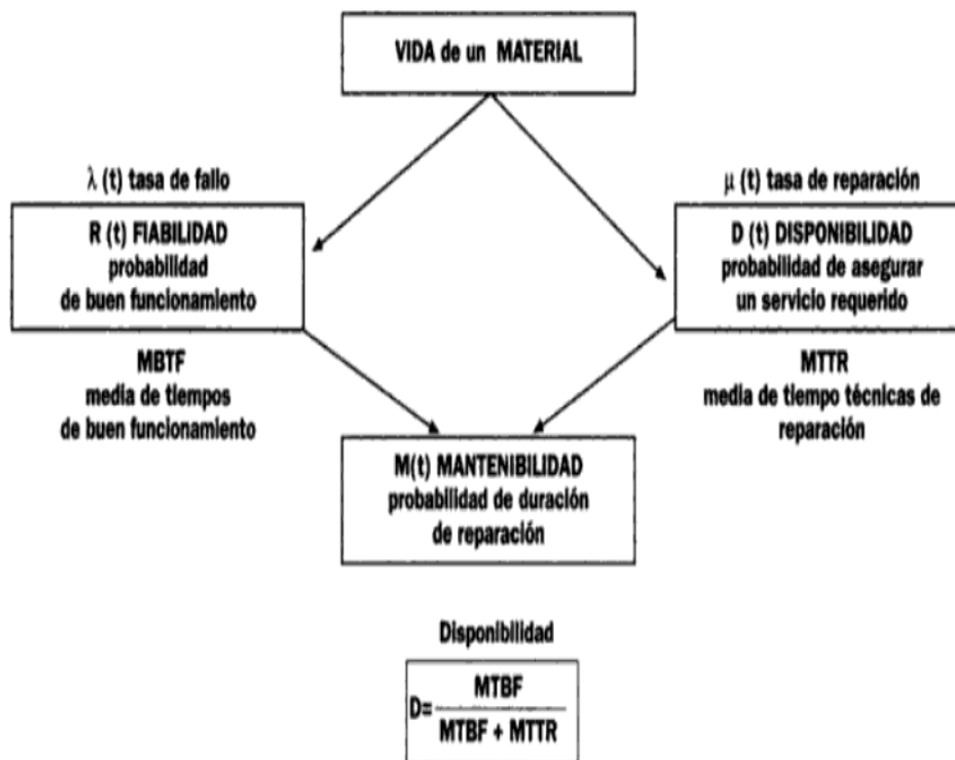 VIDA de un MATERIAL
λ (t) tasa de fallo
R (t) FIABILIDAD
probabilidad
de buen funcionamiento
MBTF
media de tiempos
de buen funcionamiento
μ (t) tasa de reparación
D (t) DISPONIBILIDAD
probabilidad de asegurar
un servicio requerido
MTTR
media de tiempo técnicas de
reparación
M(t) MANTENIBILIDAD
probabilidad de duración
de reparación
Disponibilidad
D= MTBF
MTBF + MTTR